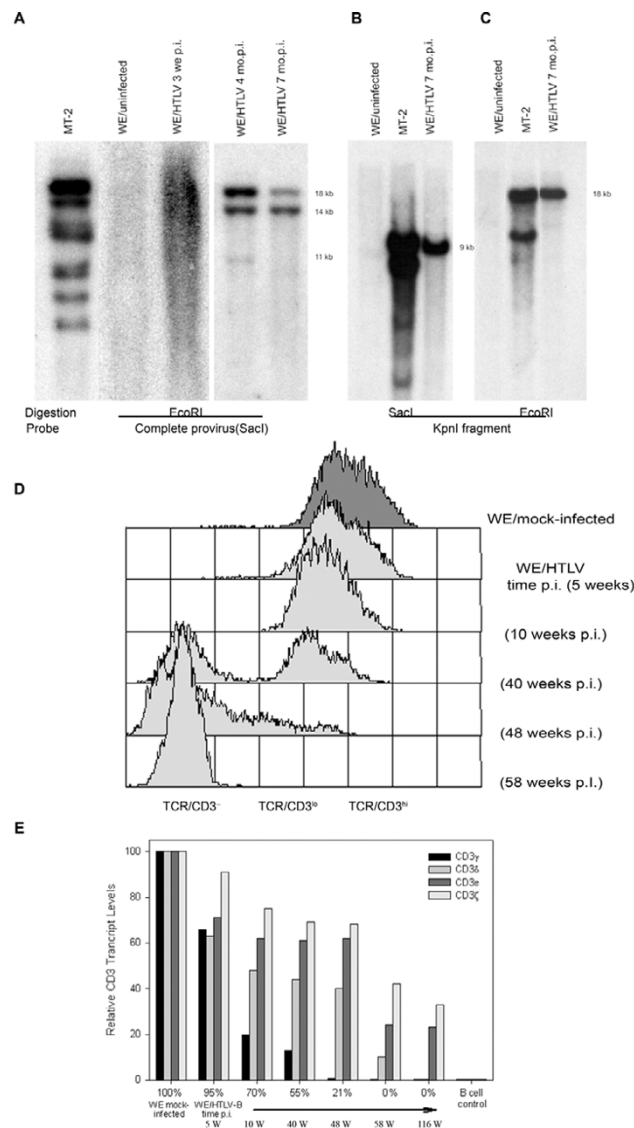 A
B
C
MT-2
WE/uninfected
WE/HTLV 3 we p.i.
WE/HTLV 4 mo.p.i.
WE/HTLV 7 mo.p.i.
WE/uninfected
MT-2
WE/HTLV 7 mo.p.i.
WE/uninfected
MT-2
WE/HTLV 7 mo.p.i.
18 kb
14 kb
11 kb
9 kb
18 kb
Digestion
EcoRI
SacI
EcoRI
Probe
Complete provirus(SacI)
KpnI fragment
D
WE/mock-infected
WE/HTLV
time p.i. (5 weeks)
(10 weeks p.i.)
(40 weeks p.i.)
(48 weeks p.i.)
(58 weeks p.I.)
TCR/CD3⁻
TCR/CD3ˡᵒ
TCR/CD3ʰⁱ
E
Relative CD3 Trancript Levels
100
80
60
40
20
0
CD3γ
CD3δ
CD3ε
CD3ζ
100%
95%
70%
55%
21%
0%
0%
B cell
control
WE mock-
infected
WE/HTLV-B
time p.i.
5 W
10 W
40 W
48 W
58 W
116 W